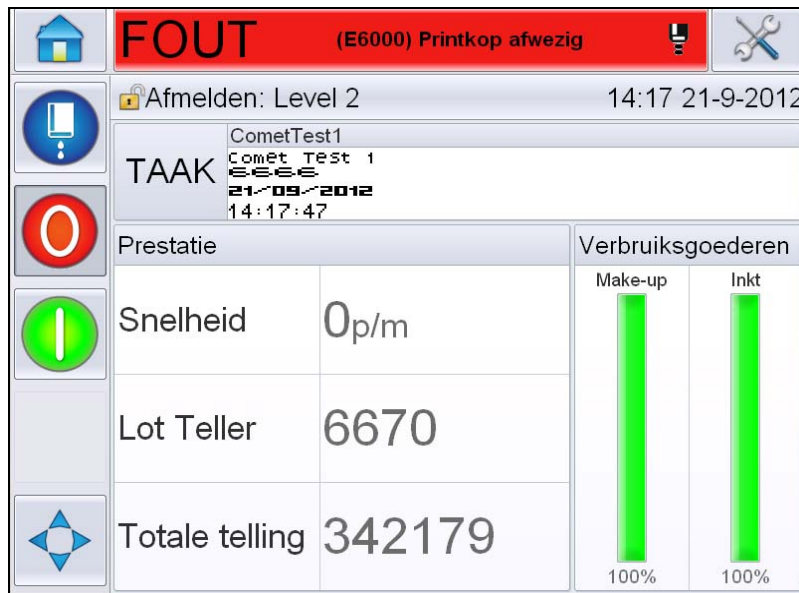 FOUT (E6000) Printkop afwezig
Afmelden: Level 2 14:17 21-9-2012
CometTest1
TAAK
Comet Test 1
6666
21/09/2012
14:17:47
Prestatie
Verbruiksgoederen
Make-up Inkt
Snelheid 0p/m
Lot Teller 6670
Totale telling 342179
100% 100%